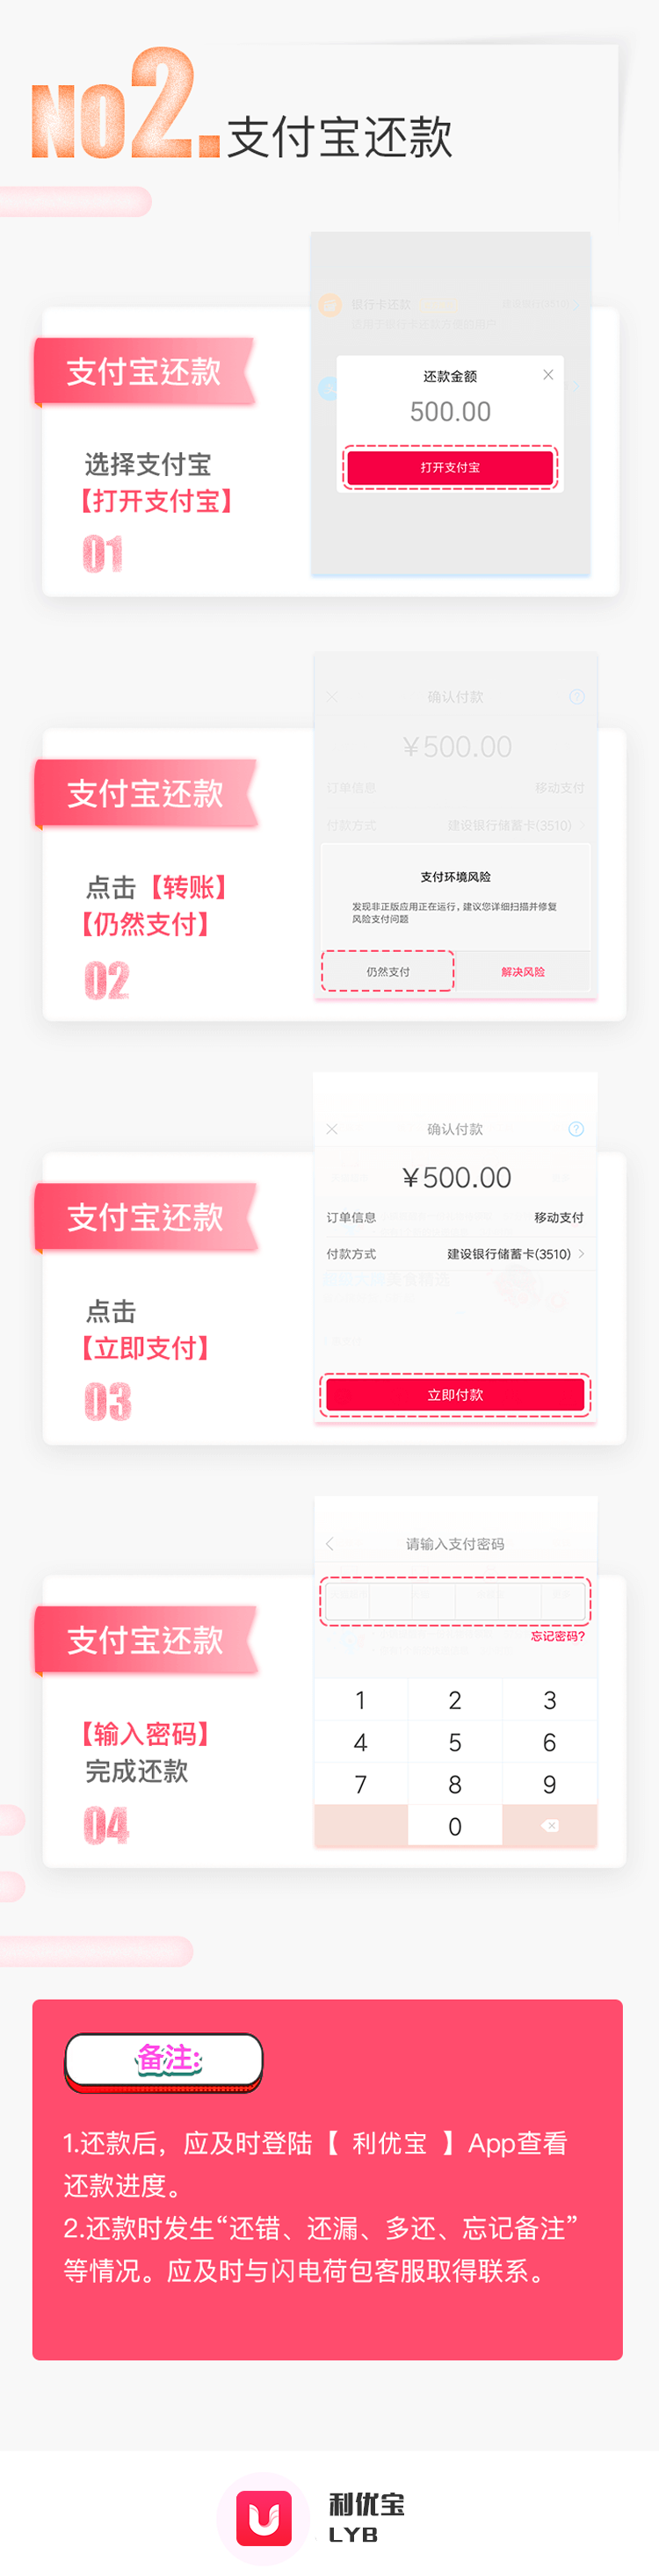 NO2.支付宝还款
银行卡还款
支付宝还款
还款金额
500.00
打开支付宝
选择支付宝
【打开支付宝】
01
确认付款
¥500.00
订单信息 移动支付
付款方式 建设银行储蓄卡(3510)
支付宝还款
支付环境风险
点击【转账】
发现非正版应用正在运行，建议您详细扫描并修复
风险支付问题
【仍然支付】
仍然支付 解决风险
02
确认付款
¥500.00
支付宝还款
订单信息 移动支付
付款方式 建设银行储蓄卡(3510)
点击
【立即支付】
立即付款
03
请输入支付密码
忘记密码?
支付宝还款
1 2 3
4 5 6
7 8 9
0
【输入密码】
完成还款
04
备注:
1.还款后，应及时登陆【 利优宝 】App查看
还款进度。
2.还款时发生“还错、还漏、多还、忘记备注”
等情况。应及时与闪电荷包客服取得联系。
利优宝
LYB